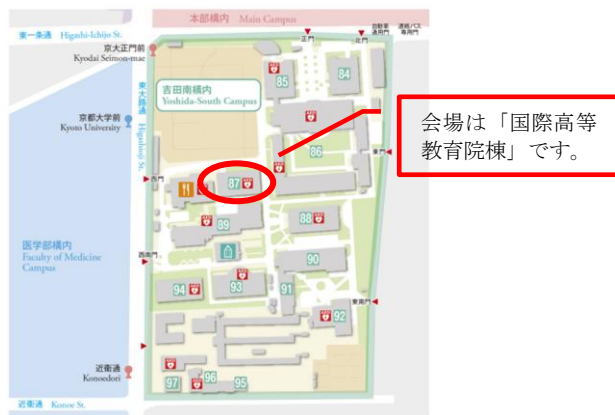 本部構内 Main Campus
東一条通 Higashi-Ichijo St.
正門
北門
京大正門前
Kyodai Seimon-mae
85
84
吉田南構内
Yoshida-South Campus
東大路通 Higashioji St.
京都大学前
Kyoto University
86
東門
会場は「国際高等
教育院棟」です。
西門
87
89
88
医学部構内
Faculty of Medicine
Campus
西南門
90
94
93
91
東南門
92
近衛通
Konoedori
97
96
95
近衛通 Konoe St.